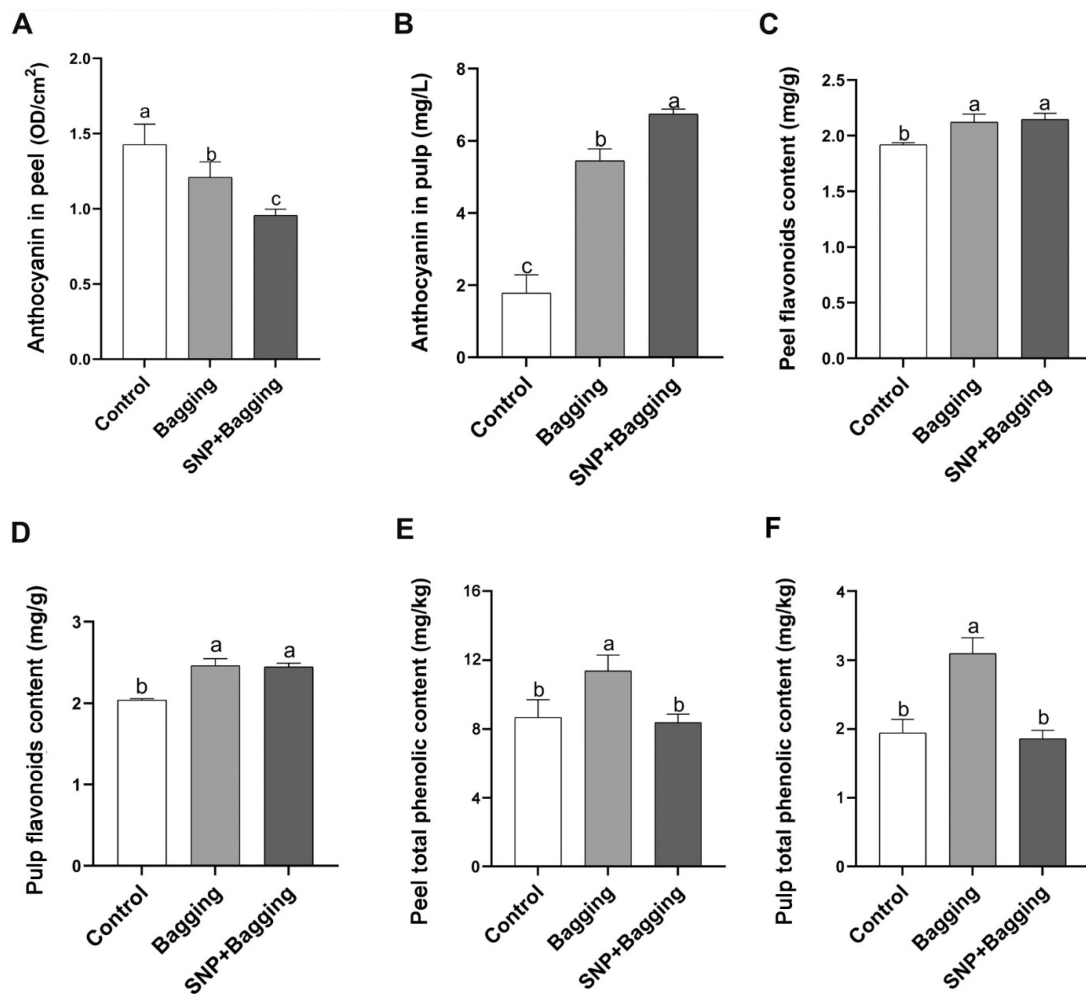 A
Anthocyanin in peel (OD/cm²)
2.0
1.5
1.0
0.5
0.0
a
b
c
Control
Bagging
SNP+Bagging
B
Anthocyanin in pulp (mg/L)
8
6
4
2
0
c
b
a
Control
Bagging
SNP+Bagging
C
Peel flavonoids content (mg/g)
2.5
2.0
1.5
1.0
0.5
0.0
b
a
a
Control
Bagging
SNP+Bagging
D
Pulp flavonoids content (mg/g)
3
2
1
0
b
a
a
Control
Bagging
SNP+Bagging
E
Peel total phenolic content (mg/kg)
16
12
8
4
0
b
a
b
Control
Bagging
SNP+Bagging
F
Pulp total phenolic content (mg/kg)
4
3
2
1
0
b
a
b
Control
Bagging
SNP+Bagging